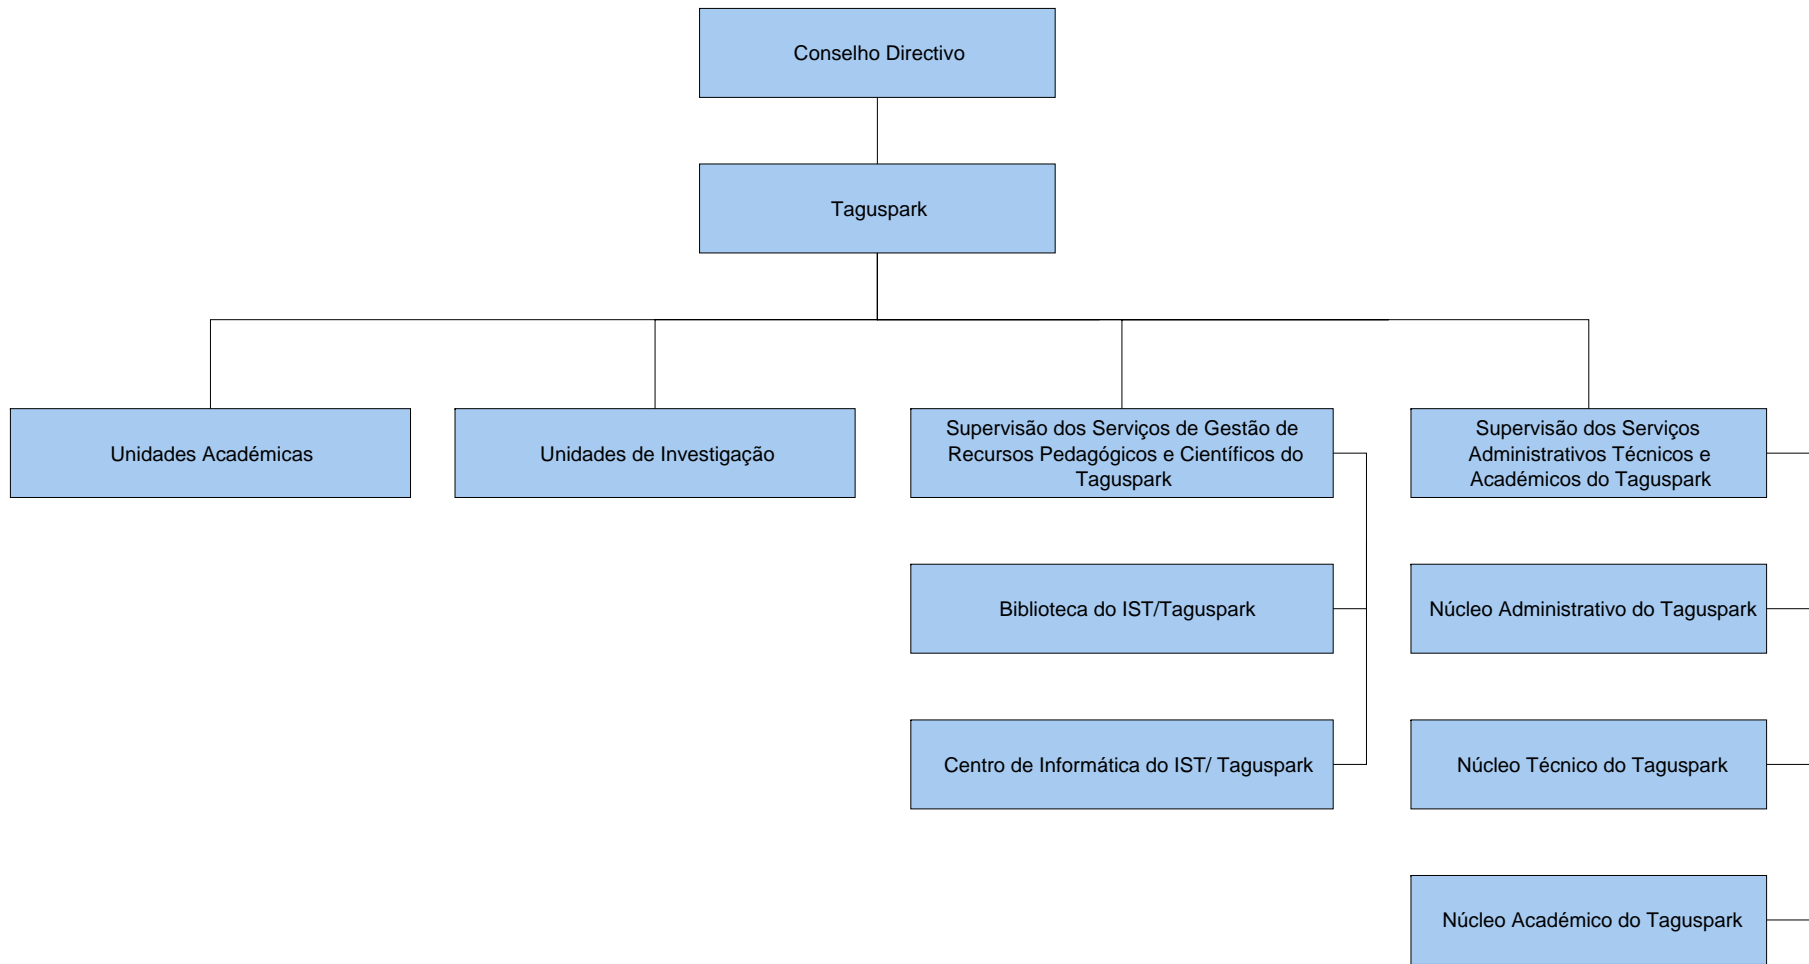 Conselho Directivo
Taguspark
Unidades Académicas
Unidades de Investigação
Supervisão dos Serviços de Gestão de
Recursos Pedagógicos e Científicos do
Taguspark
Supervisão dos Serviços
Administrativos Técnicos e
Académicos do Taguspark
Biblioteca do IST/Taguspark
Núcleo Administrativo do Taguspark
Centro de Informática do IST/ Taguspark
Núcleo Técnico do Taguspark
Núcleo Académico do Taguspark